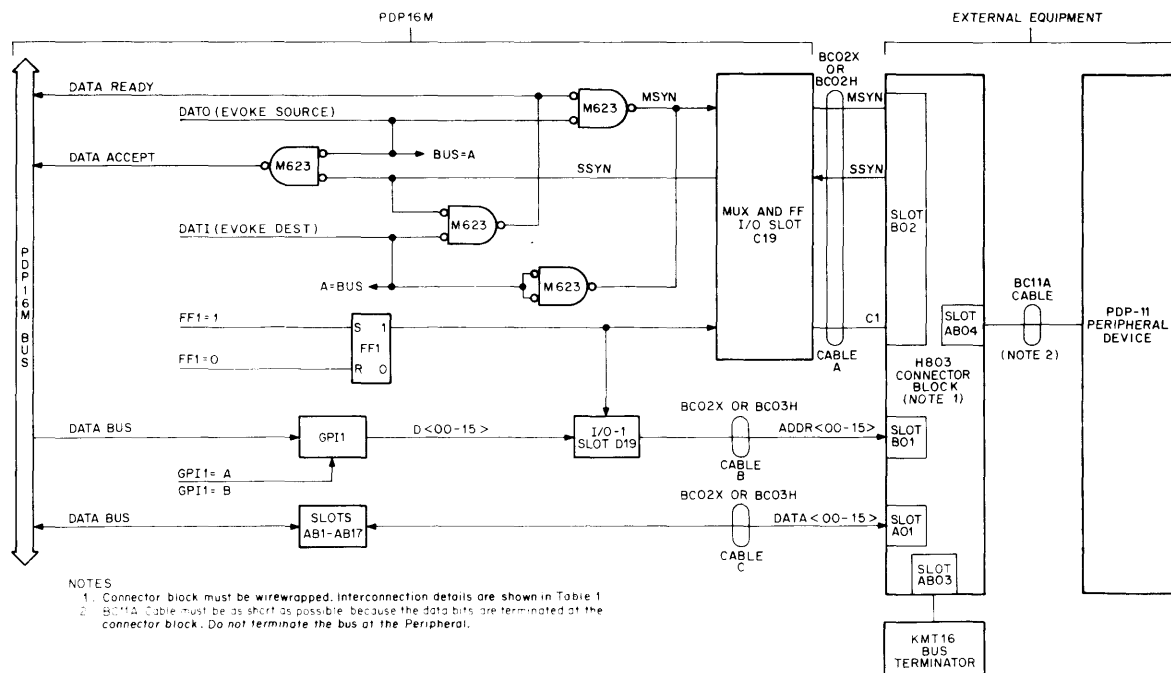 PDP16M
EXTERNAL EQUIPMENT
BC02X
OR
BC02H
DATA READY
M623
MSYN
MSYN
DATO (EVOKE SOURCE)
DATA ACCEPT
M623
BUS=A
SSYN
SSYN
MUX AND FF
I/O SLOT
C19
SLOT
B02
M623
DATI (EVOKE DEST)
A=BUS
M623
PDP16M BUS
BC11A
CABLE
(NOTE 2)
PDP-11
PERIPHERAL
DEVICE
SLOT
AB04
FF1=1
S 1
FF1
R 0
FF1=0
C1
CABLE
A
H803
CONNECTOR
BLOCK
(NOTE 1)
DATA BUS
GPI1
D<00-15>
I/O-1
SLOT D19
BC02X OR BC03H
ADDR<00-15>
SLOT
B01
CABLE
B
GPI1= A
GPI1= B
BC02X OR BC03H
DATA BUS
SLOTS
AB1-AB17
DATA<00-15>
SLOT
A01
CABLE
C
SLOT
AB03
NOTES
1. Connector block must be wirewrapped. Interconnection details are shown in Table 1
2. BC11A Cable must be as short as possible because the data bits are terminated at the
connector block. Do not terminate the bus at the Peripheral.
KMT16
BUS
TERMINATOR